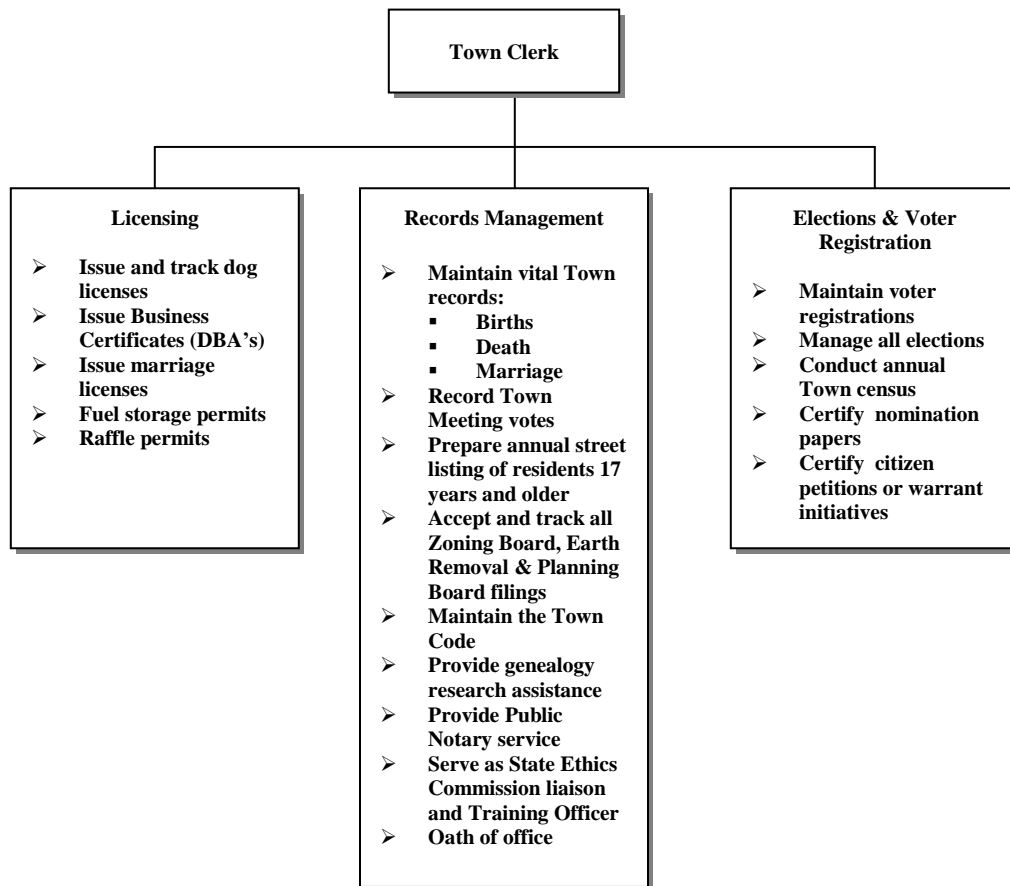 Town Clerk
Licensing
➢ Issue and track dog
licenses
➢ Issue Business
Certificates (DBA’s)
➢ Issue marriage
licenses
➢ Fuel storage permits
➢ Raffle permits
Records Management
➢ Maintain vital Town
records:
▪ Births
▪ Death
▪ Marriage
➢ Record Town
Meeting votes
➢ Prepare annual street
listing of residents 17
years and older
➢ Accept and track all
Zoning Board, Earth
Removal & Planning
Board filings
➢ Maintain the Town
Code
➢ Provide genealogy
research assistance
➢ Provide Public
Notary service
➢ Serve as State Ethics
Commission liaison
and Training Officer
➢ Oath of office
Elections & Voter
Registration
➢ Maintain voter
registrations
➢ Manage all elections
➢ Conduct annual
Town census
➢ Certify nomination
papers
➢ Certify citizen
petitions or warrant
initiatives